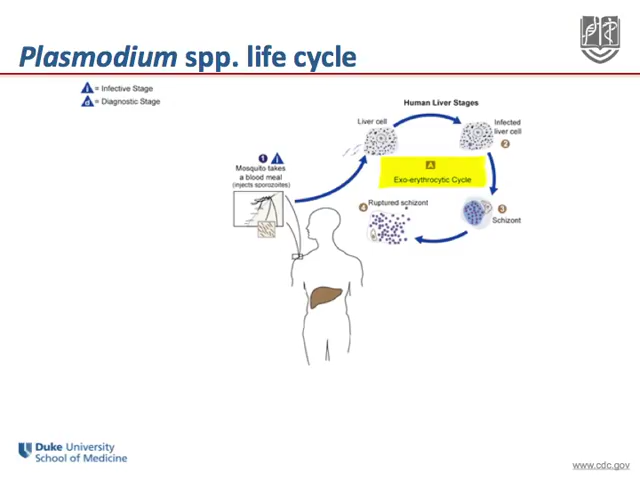 Plasmodium spp. life cycle
i = Infective Stage
d = Diagnostic Stage
Human Liver Stages
Liver cell
Infected
liver cell
2
1 i
Mosquito takes
a blood meal
(injects sporozoites)
A
Exo-erythrocytic Cycle
4 Ruptured schizont
3
Schizont
Duke University
School of Medicine
www.cdc.gov